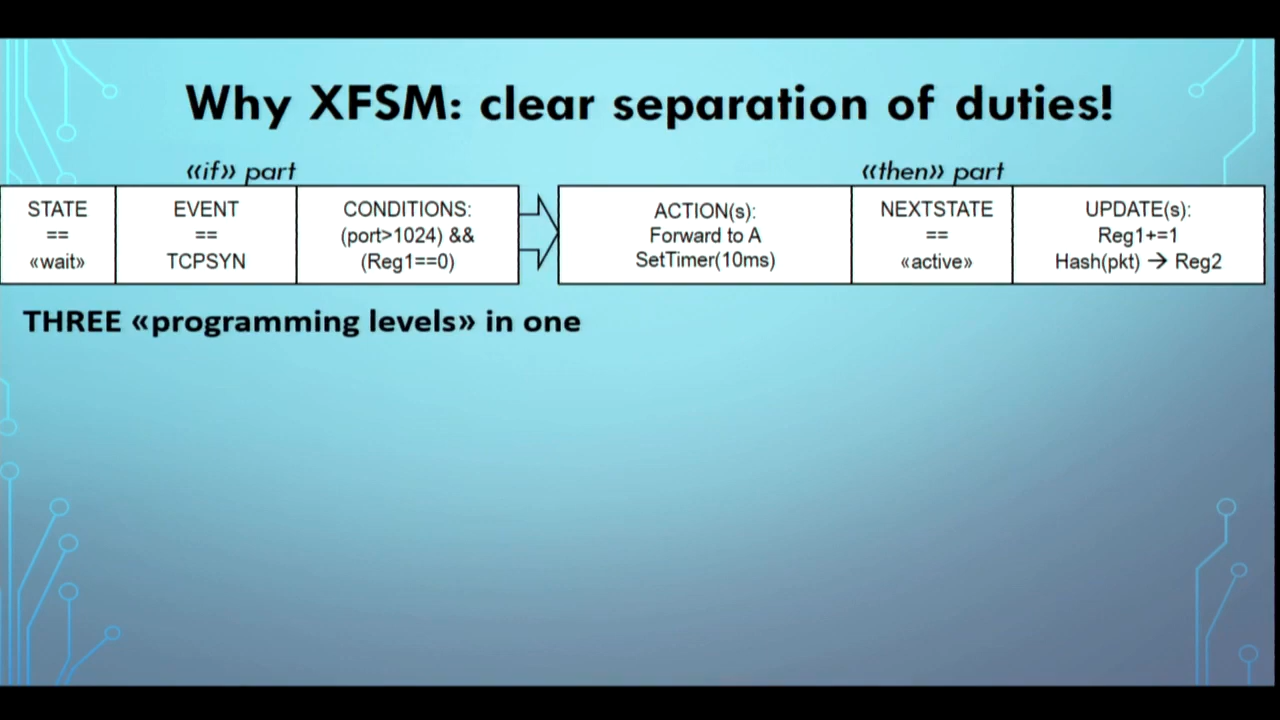 Why XFSM: clear separation of duties!
«if» part
«then» part
STATE
==
«wait»
EVENT
==
TCPSYN
CONDITIONS:
(port>1024) &&
(Reg1==0)
ACTION(s):
Forward to A
SetTimer(10ms)
NEXTSTATE
==
«active»
UPDATE(s):
Reg1+=1
Hash(pkt) → Reg2
THREE «programming levels» in one